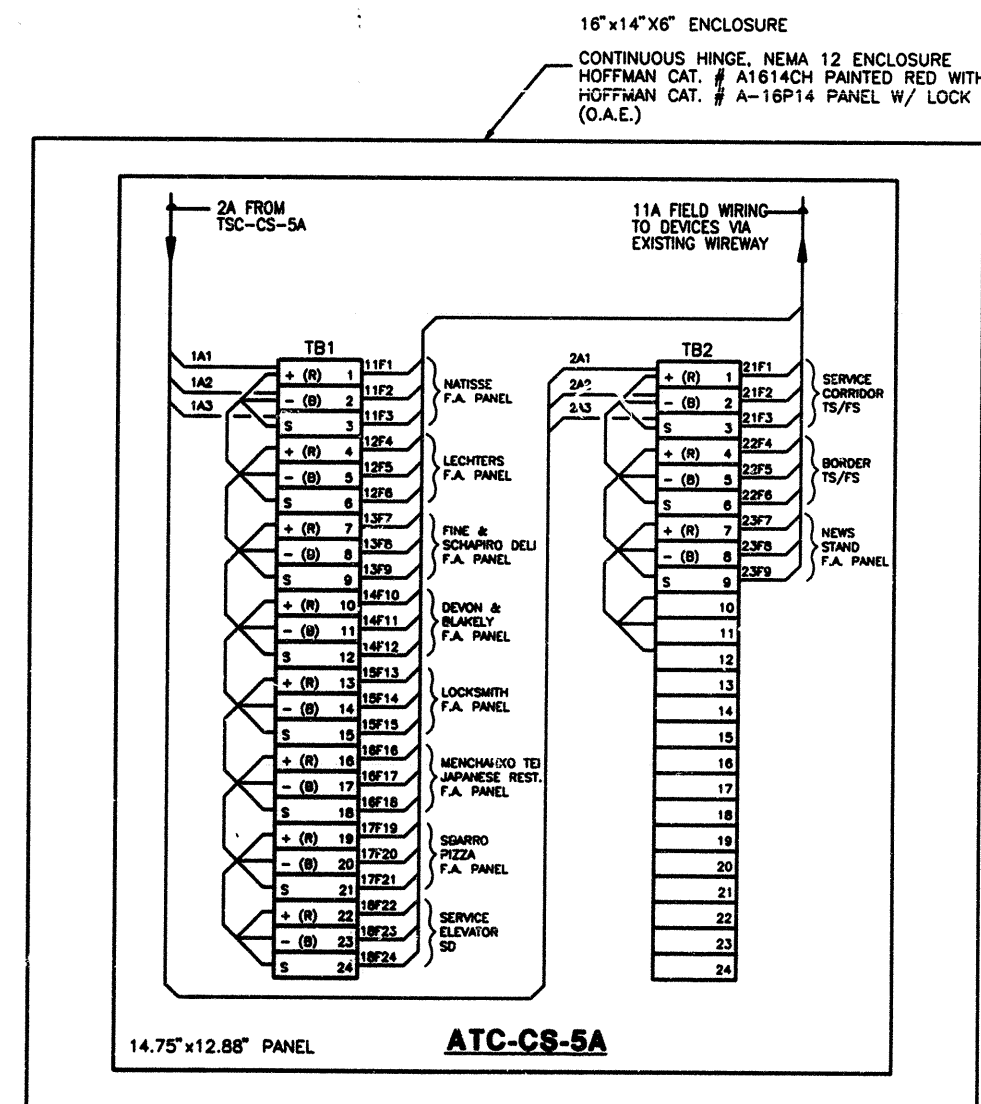 16"x14"X6" ENCLOSURE
CONTINUOUS HINGE, NEMA 12 ENCLOSURE
HOFFMAN CAT. # A1614CH PAINTED RED WITH
HOFFMAN CAT. # A-16P14 PANEL W/ LOCK
(O.A.E.)
2A FROM
TSC-CS-5A
11A FIELD WIRING
TO DEVICES VIA
EXISTING WIREWAY
TB1
1A1
1A2
1A3
+ (R) 1 11F1
- (B) 2 11F2
S 3 11F3
NATISSE
F.A. PANEL
+ (R) 4 12F4
- (B) 5 12F5
S 6 12F6
LECHTERS
F.A. PANEL
+ (R) 7 13F7
- (B) 8 13F8
S 9 13F9
FINE &
SCHAPIRO DELI
F.A. PANEL
+ (R) 10 14F10
- (B) 11 14F11
S 12 14F12
DEVON &
BLAKELY
F.A. PANEL
+ (R) 13 15F13
- (B) 14 15F14
S 15 15F15
LOCKSMITH
F.A. PANEL
+ (R) 16 16F16
- (B) 17 16F17
S 18 16F18
TEI
JAPANESE REST.
F.A. PANEL
+ (R) 19 17F19
- (B) 20 17F20
S 21 17F21
SBARRO
PIZZA
F.A. PANEL
+ (R) 22 18F22
- (B) 23 18F23
S 24 18F24
SERVICE
ELEVATOR
SD
TB2
2A1
2A2
2A3
+ (R) 1 21F1
- (B) 2 21F2
S 3 21F3
SERVICE
CORRIDOR
TS/FS
+ (R) 4 22F4
- (B) 5 22F5
S 6 22F6
BORDER
TS/FS
+ (R) 7 23F7
- (B) 8 23F8
S 9 23F9
NEWS
STAND
F.A. PANEL
10
11
12
13
14
15
16
17
18
19
20
21
22
23
24
14.75"x12.88" PANEL
ATC-CS-5A